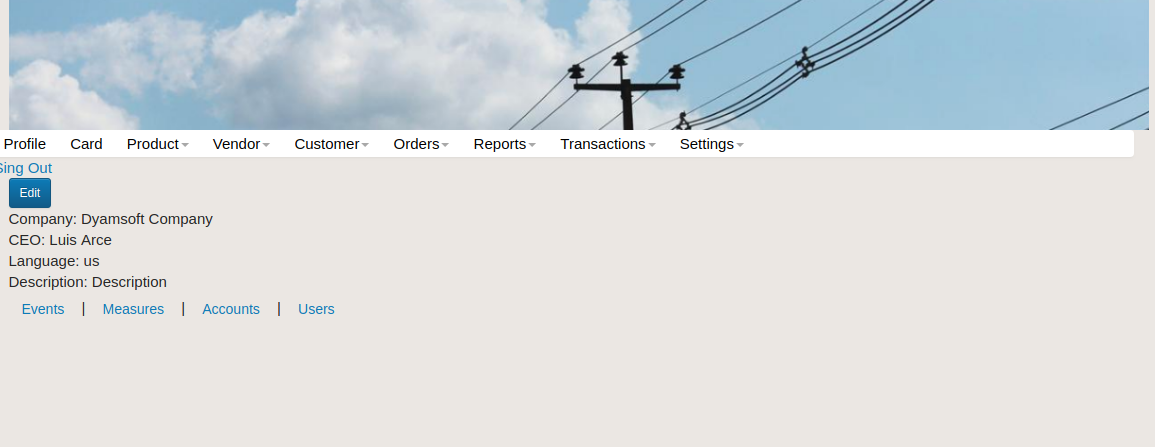 Profile Card Product Vendor Customer Orders Reports Transactions Settings
Sing Out
Edit
Company: Dyamsoft Company
CEO: Luis Arce
Language: us
Description: Description
Events | Measures | Accounts | Users